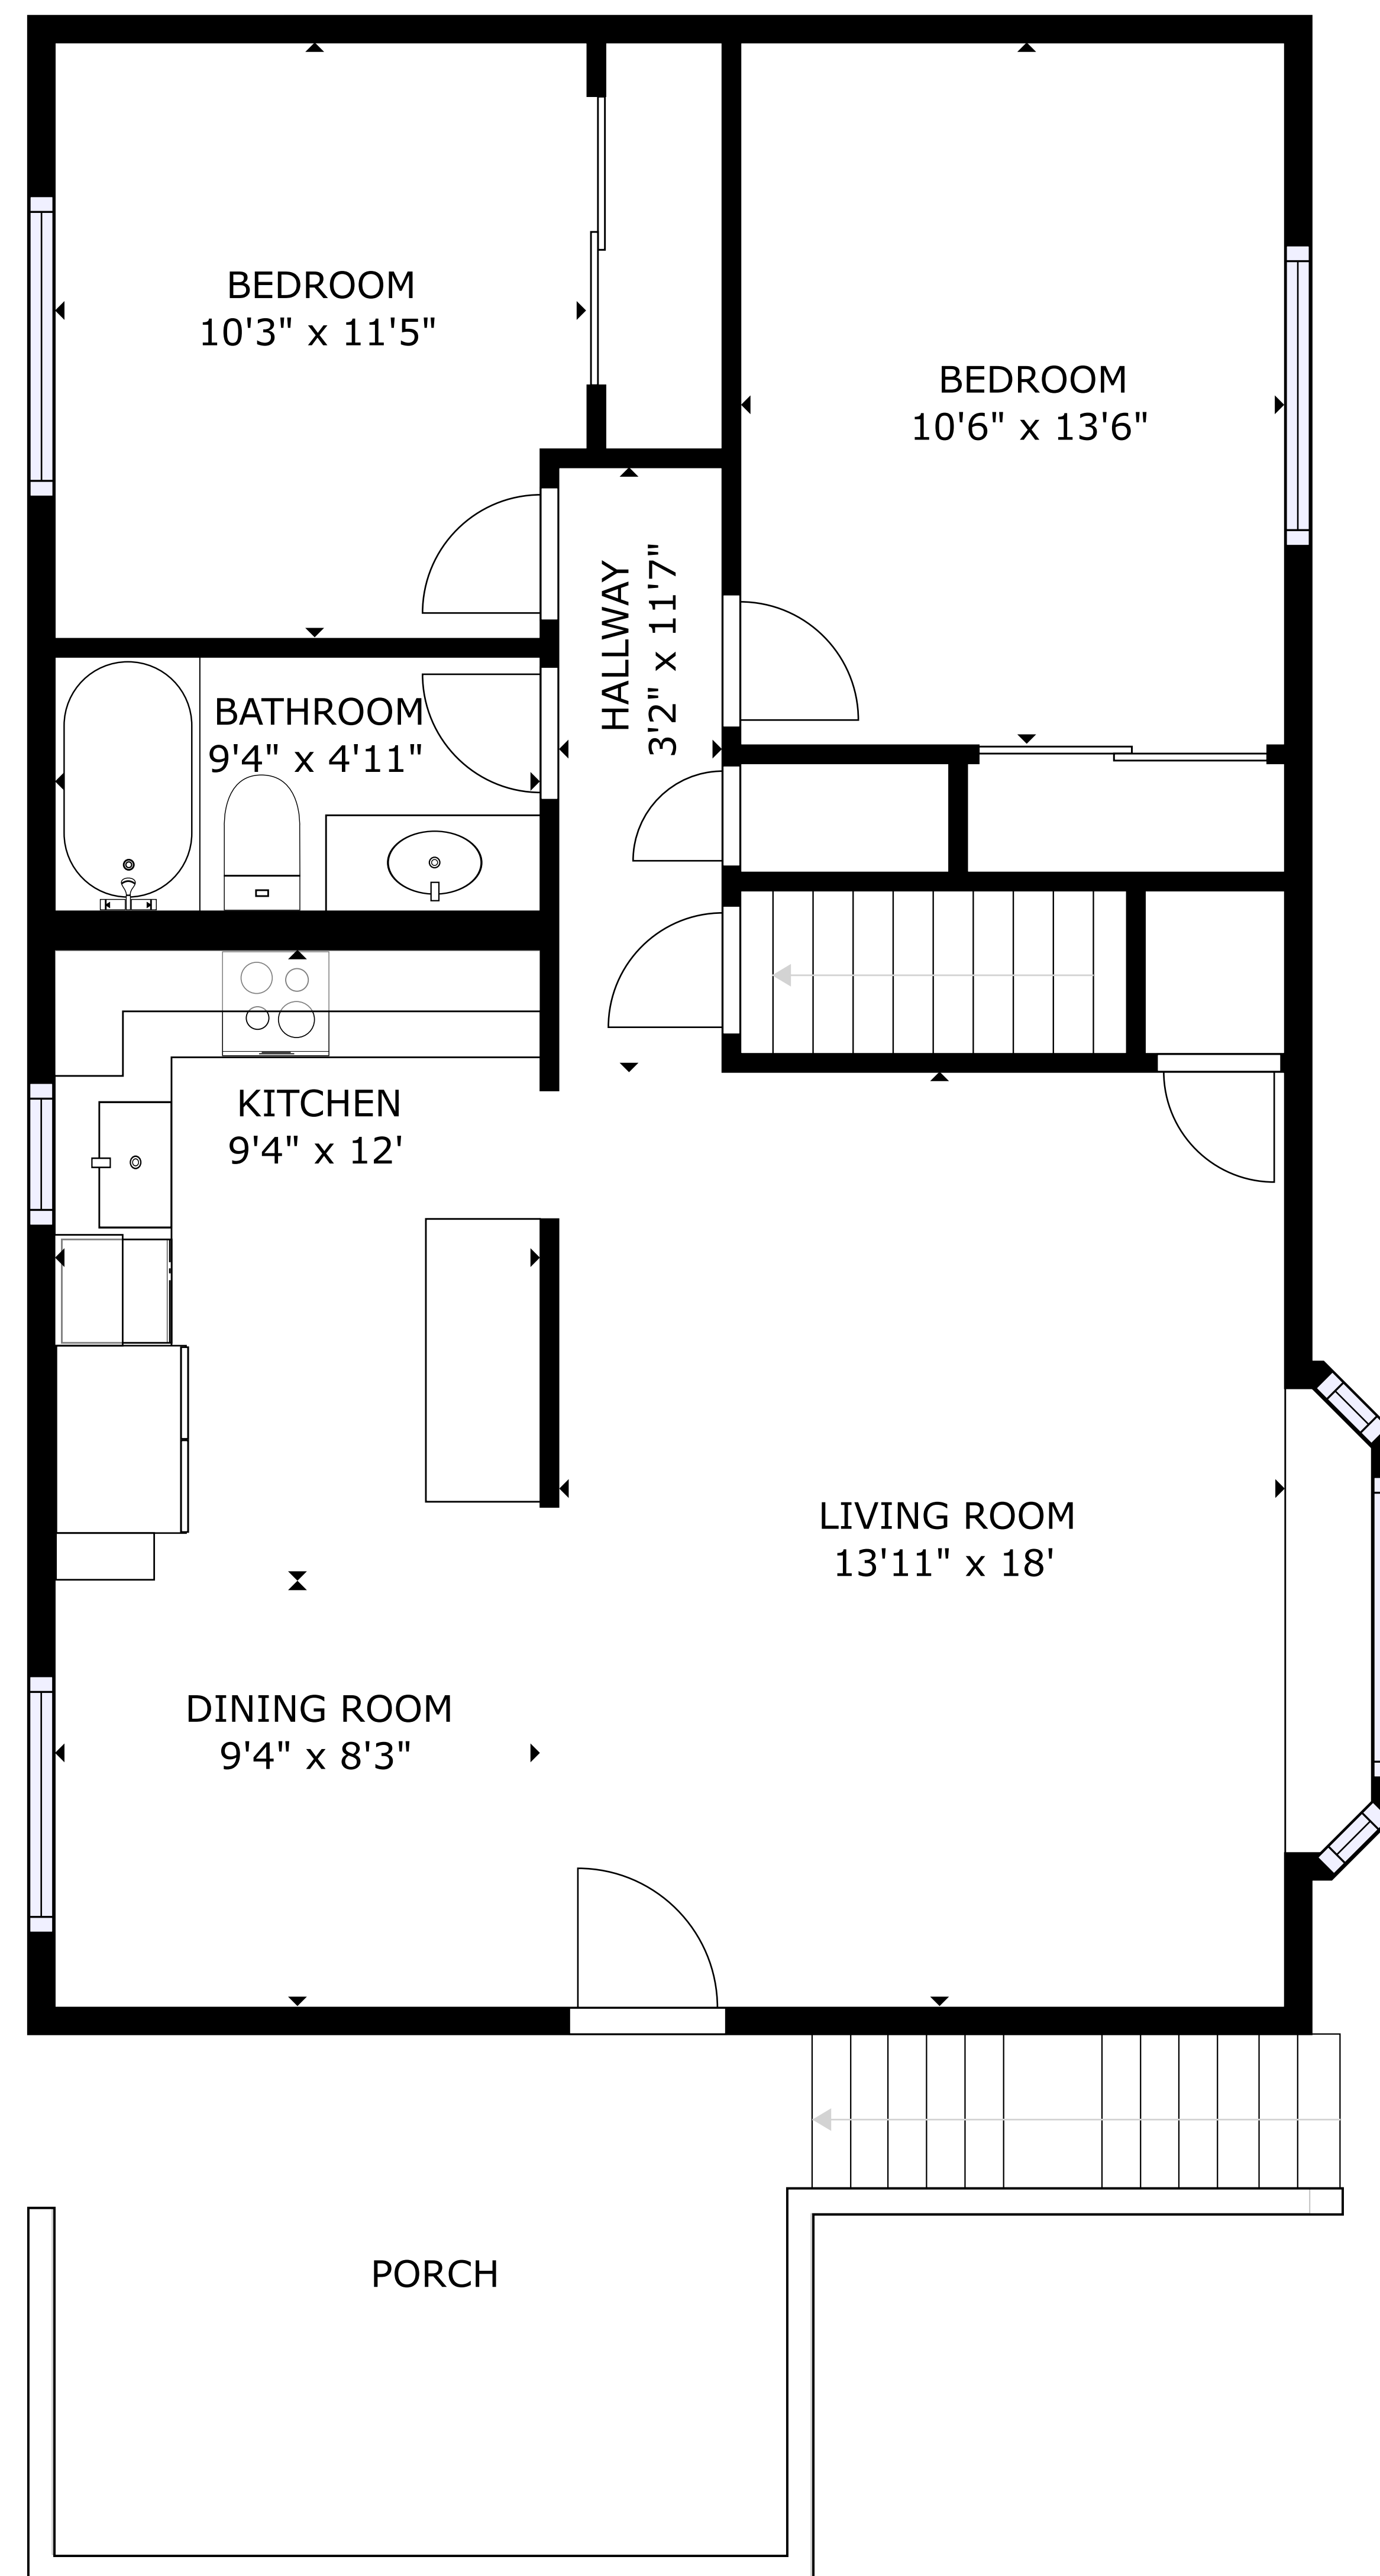 BEDROOM
10'3" x 11'5"
BEDROOM
10'6" x 13'6"
HALLWAY
3'2" x 11'7"
BATHROOM
9'4" x 4'11"
KITCHEN
9'4" x 12'
LIVING ROOM
13'11" x 18'
DINING ROOM
9'4" x 8'3"
PORCH